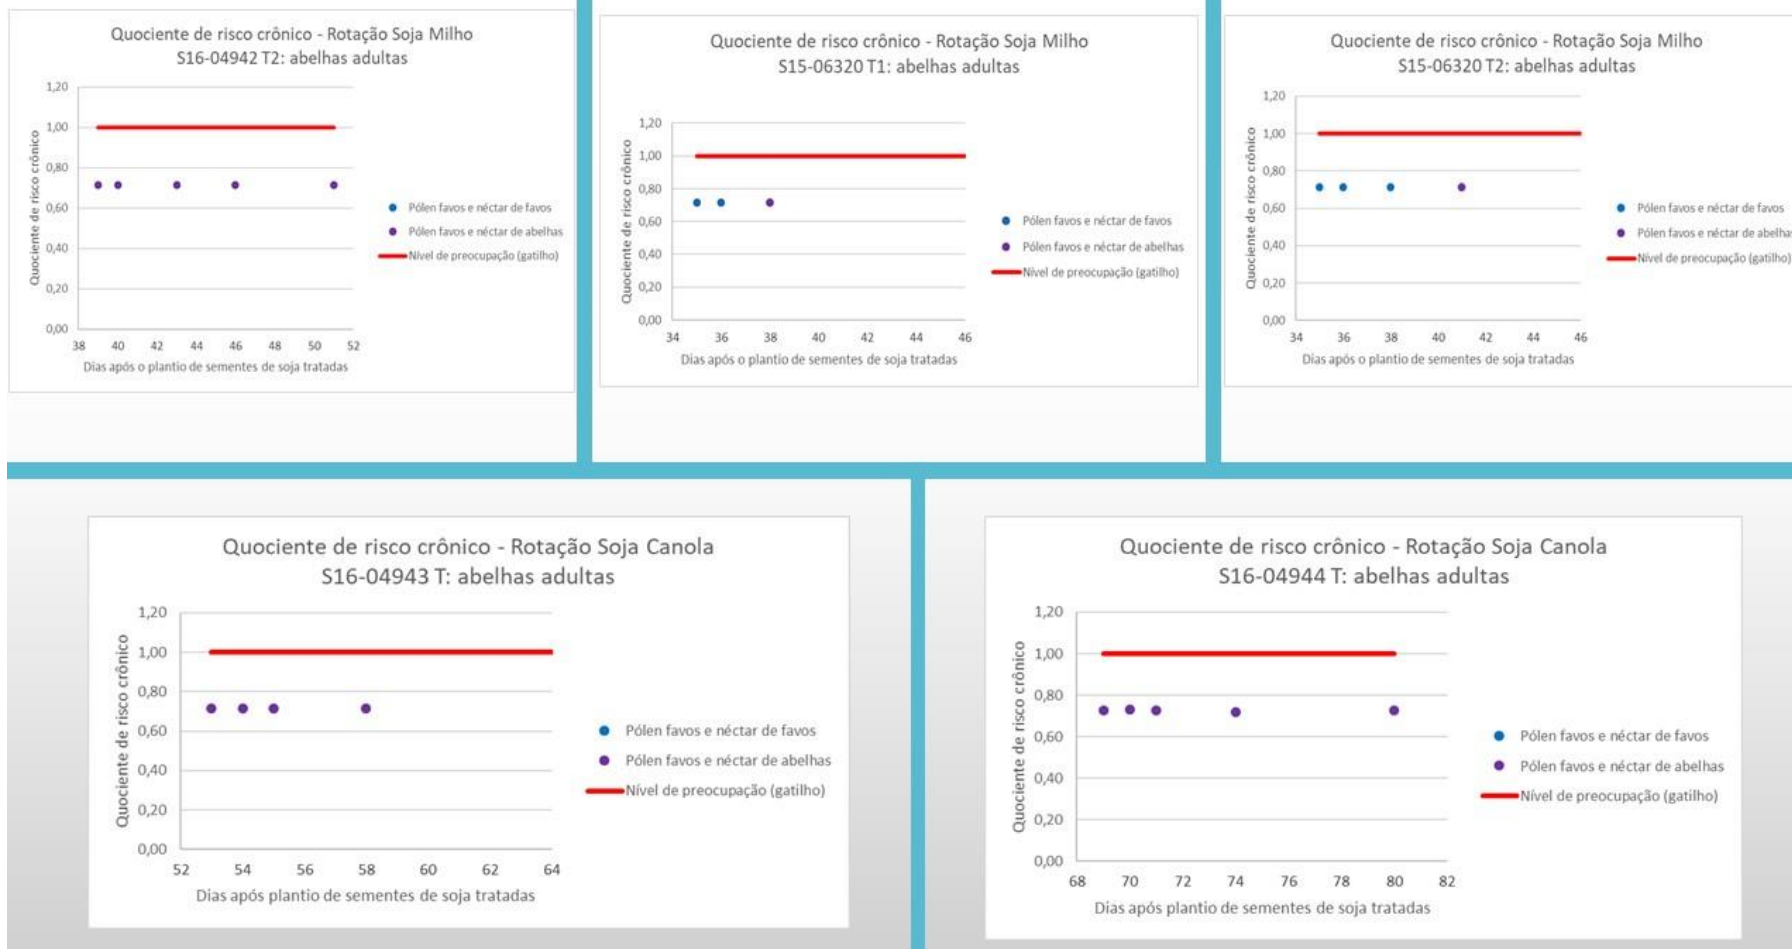 Quociente de risco crônico - Rotação Soja Milho
S16-04942 T2: abelhas adultas
Quociente de risco crônico
1,20
1,00
0,80
0,60
0,40
0,20
0,00
38 40 42 44 46 48 50 52
Dias após o plantio de sementes de soja tratadas
Pólen favos e néctar de favos
Pólen favos e néctar de abelhas
Nível de preocupação (gatilho)
Quociente de risco crônico - Rotação Soja Milho
S15-06320 T1: abelhas adultas
Quociente de risco crônico
1,20
1,00
0,80
0,60
0,40
0,20
0,00
34 36 38 40 42 44 46
Dias após o plantio de sementes de soja tratadas
Pólen favos e néctar de favos
Pólen favos e néctar de abelhas
Nível de preocupação (gatilho)
Quociente de risco crônico - Rotação Soja Milho
S15-06320 T2: abelhas adultas
Quociente de risco crônico
1,20
1,00
0,80
0,60
0,40
0,20
0,00
34 36 38 40 42 44 46
Dias após o plantio de sementes de soja tratadas
Pólen favos e néctar de favos
Pólen favos e néctar de abelhas
Nível de preocupação (gatilho)
Quociente de risco crônico - Rotação Soja Canola
S16-04943 T: abelhas adultas
Quociente de risco crônico
1,20
1,00
0,80
0,60
0,40
0,20
0,00
52 54 56 58 60 62 64
Dias após plantio de sementes de soja tratadas
Pólen favos e néctar de favos
Pólen favos e néctar de abelhas
Nível de preocupação (gatilho)
Quociente de risco crônico - Rotação Soja Canola
S16-04944 T: abelhas adultas
Quociente de risco crônico
1,20
1,00
0,80
0,60
0,40
0,20
0,00
68 70 72 74 76 78 80 82
Dias após plantio de sementes de soja tratadas
Pólen favos e néctar de favos
Pólen favos e néctar de abelhas
Nível de preocupação (gatilho)